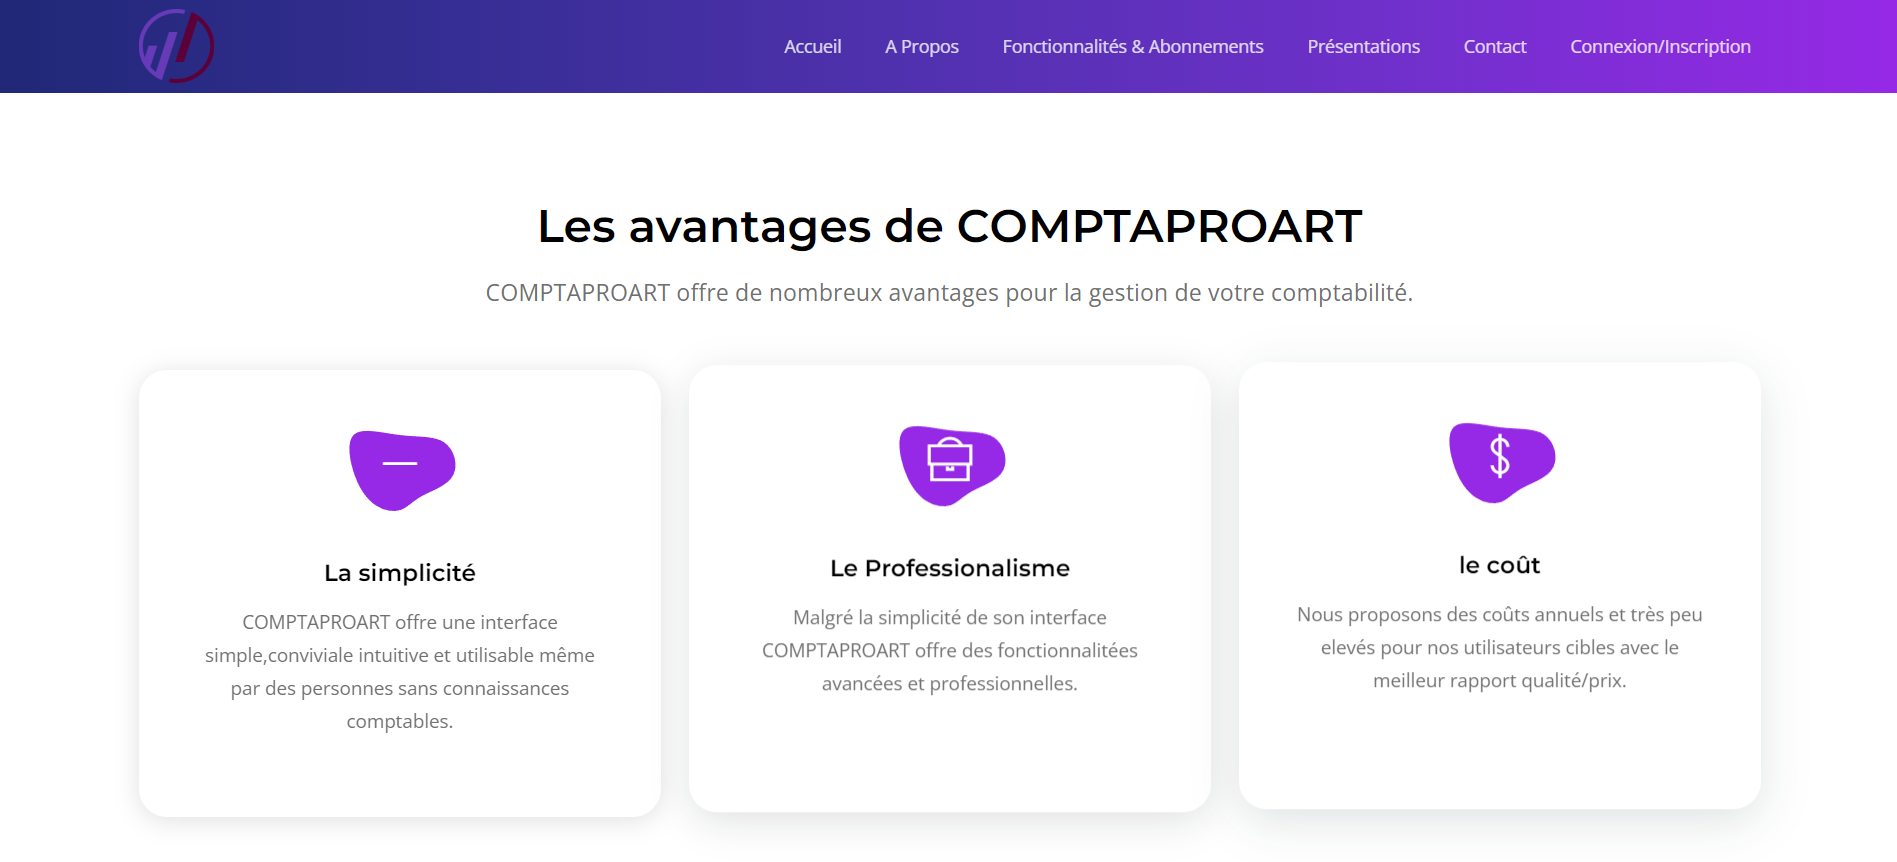 Accueil A Propos Fonctionnalités & Abonnements Présentations Contact Connexion/Inscription
Les avantages de COMPTAPROART
COMPTAPROART offre de nombreux avantages pour la gestion de votre comptabilité.
La simplicité
COMPTAPROART offre une interface
simple,conviviale intuitive et utilisable même
par des personnes sans connaissances
comptables.
Le Professionalisme
Malgré la simplicité de son interface
COMPTAPROART offre des fonctionnalitées
avancées et professionnelles.
le coût
Nous proposons des coûts annuels et très peu
elevés pour nos utilisateurs cibles avec le
meilleur rapport qualité/prix.